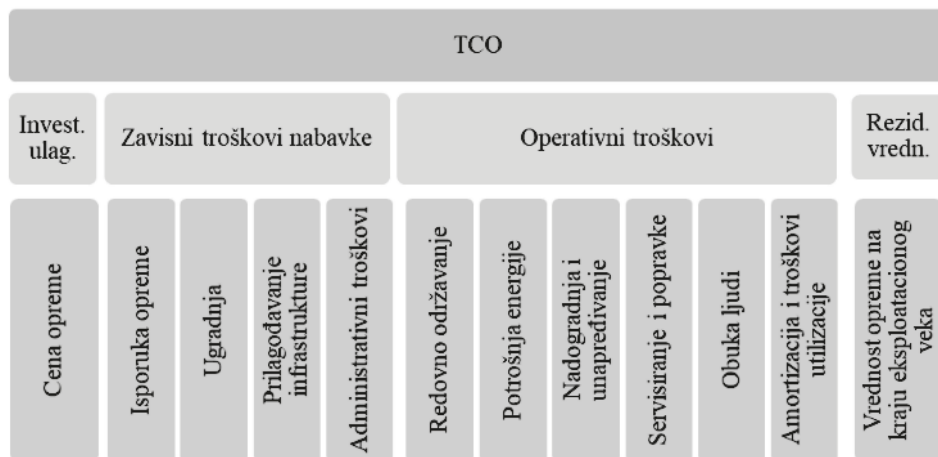 TCO
Invest.
ulag.
Zavisni troškovi nabavke
Operativni troškovi
Rezid.
vredn.
Cena opreme
Isporuka opreme
Ugradnja
Prilagođavanje
infrastrukture
Administrativni troškovi
Redovno održavanje
Potrošnja energije
Nadogradnja i
unapređivanje
Servisiranje i popravke
Obuka ljudi
Amortizacija i troškovi
utilizacije
Vrednost opreme na
kraju eksploatacionog
veka